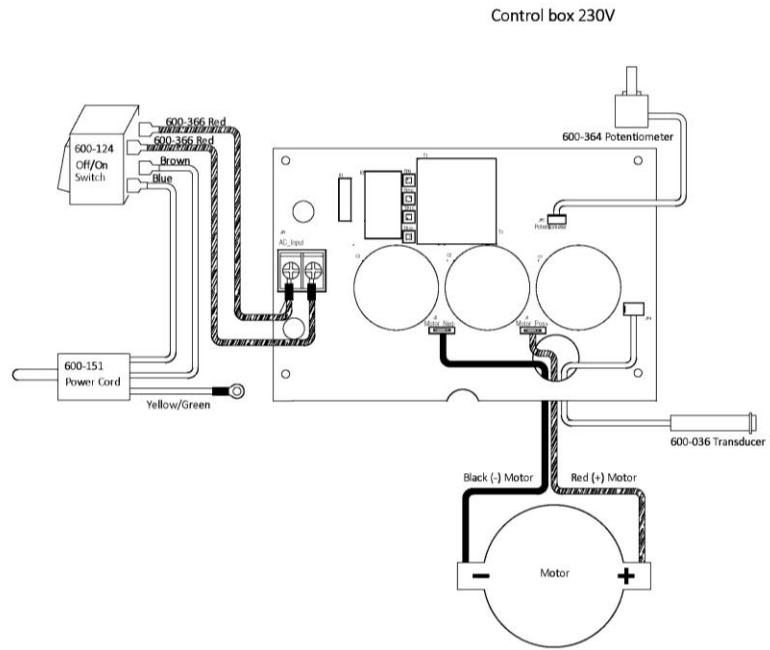 Control box 230V
600-366 Red
600-366 Red
600-124
Off/On
Switch
Brown
Blue
600-364 Potentiometer
Potentiometer
AC_Input
Motor_Neg-
Motor_Pos+
600-151
Power Cord
Yellow/Green
600-036 Transducer
Black (-) Motor
Red (+) Motor
− Motor +